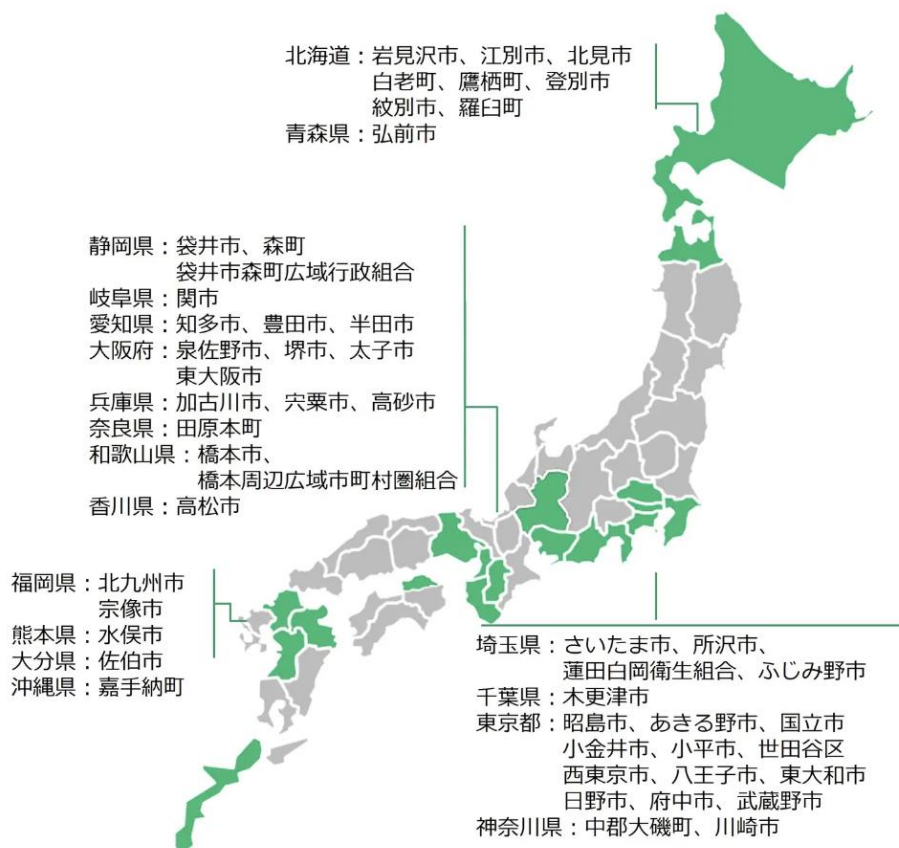 北海道：岩見沢市、江別市、北見市
白老町、鷹栖町、登別市
紋別市、羅臼町
青森県：弘前市
静岡県：袋井市、森町
袋井市森町広域行政組合
岐阜県：関市
愛知県：知多市、豊田市、半田市
大阪府：泉佐野市、堺市、太子市
東大阪市
兵庫県：加古川市、宍粟市、高砂市
奈良県：田原本町
和歌山県：橋本市、
橋本周辺広域市町村圏組合
香川県：高松市
福岡県：北九州市
宗像市
熊本県：水俣市
大分県：佐伯市
沖縄県：嘉手納町
埼玉県：さいたま市、所沢市、
蓮田白岡衛生組合、ふじみ野市
千葉県：木更津市
東京都：昭島市、あきる野市、国立市
小金井市、小平市、世田谷区
西東京市、八王子市、東大和市
日野市、府中市、武蔵野市
神奈川県：中郡大磯町、川崎市